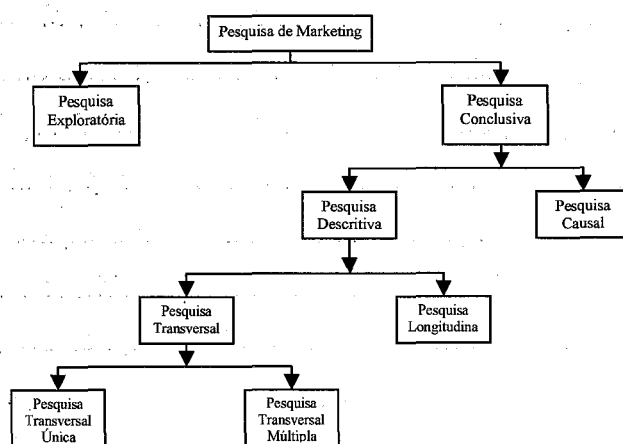 Pesquisa de Marketing
Pesquisa
Exploratória
Pesquisa
Conclusiva
Pesquisa
Descritiva
Pesquisa
Causal
Pesquisa
Transversal
Pesquisa
Longitudina
Pesquisa
Transversal
Única
Pesquisa
Transversal
Múltipla